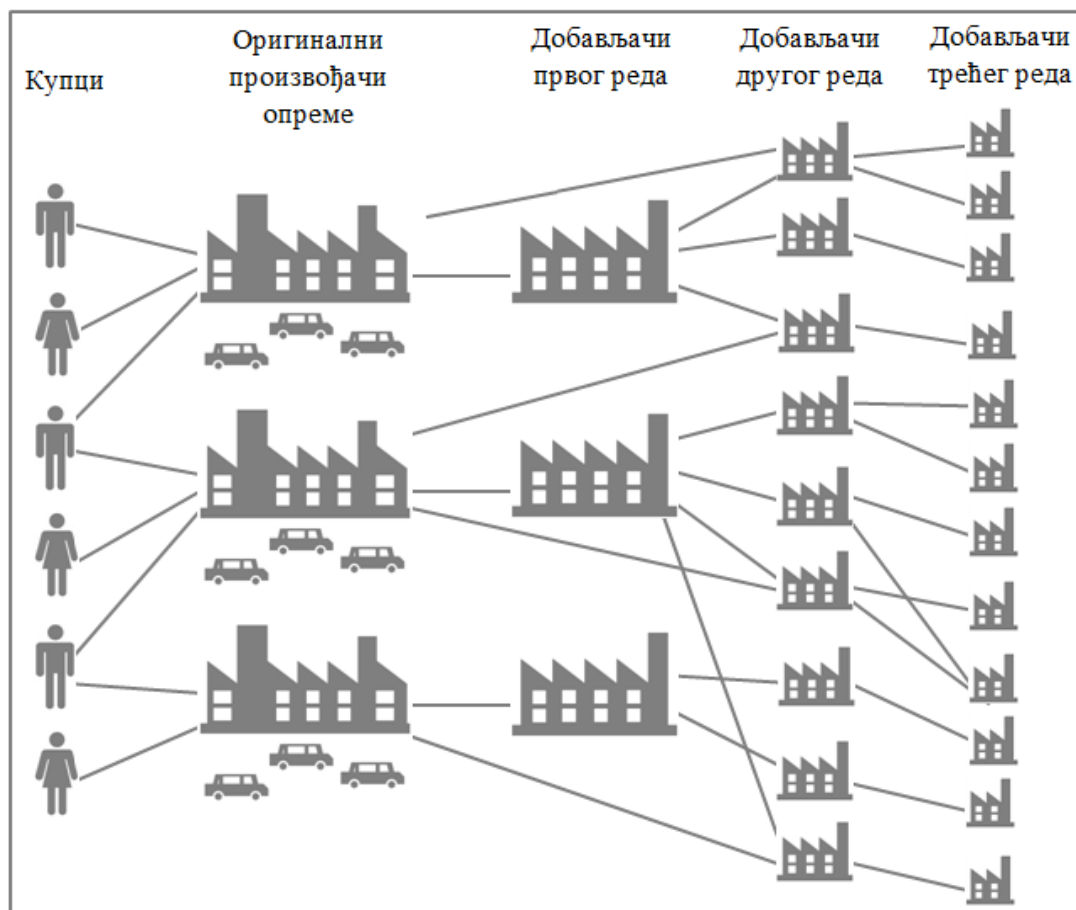 Купци
Оригинални
произвођачи
опреме
Добављачи
првог реда
Добављачи
другог реда
Добављачи
трећег реда